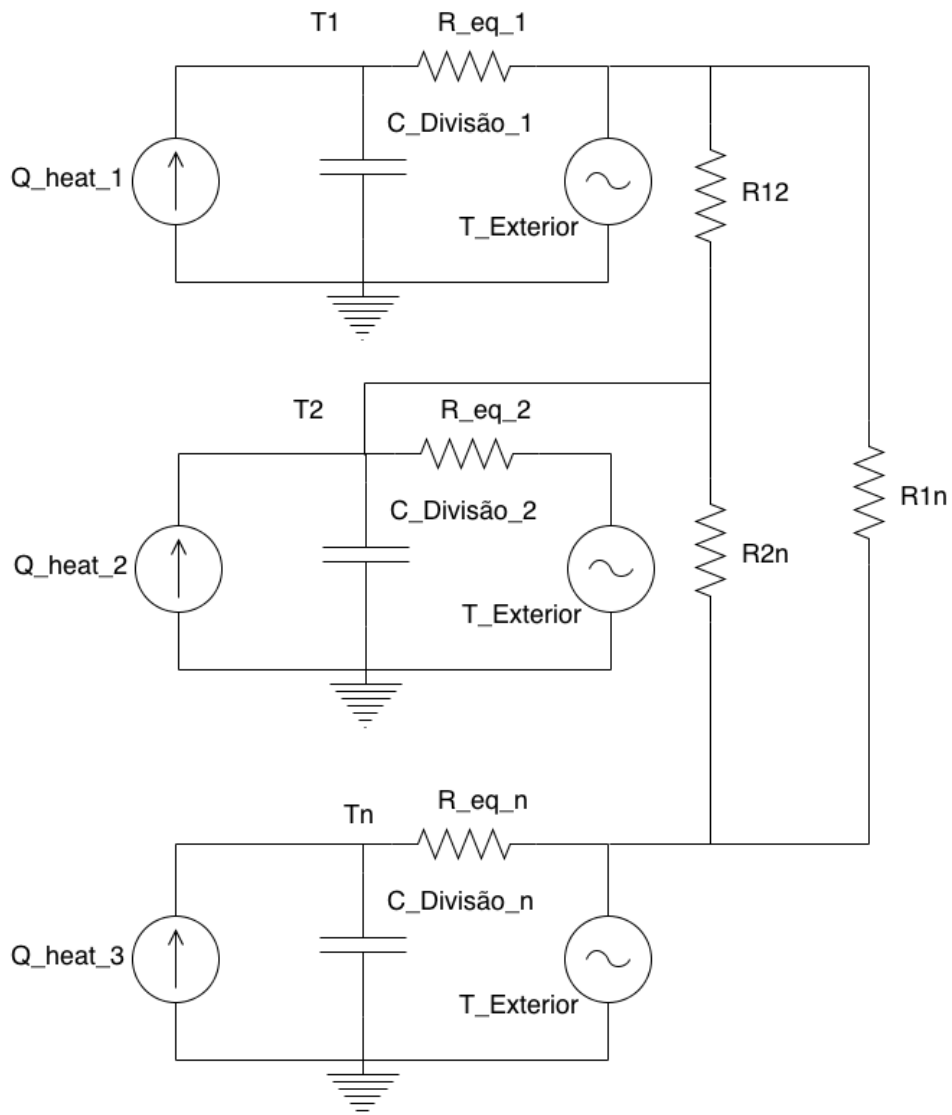 T1
R_eq_1
C_Divisão_1
Q_heat_1
R12
T_Exterior
T2
R_eq_2
C_Divisão_2
R1n
R2n
Q_heat_2
T_Exterior
Tn
R_eq_n
C_Divisão_n
Q_heat_3
T_Exterior